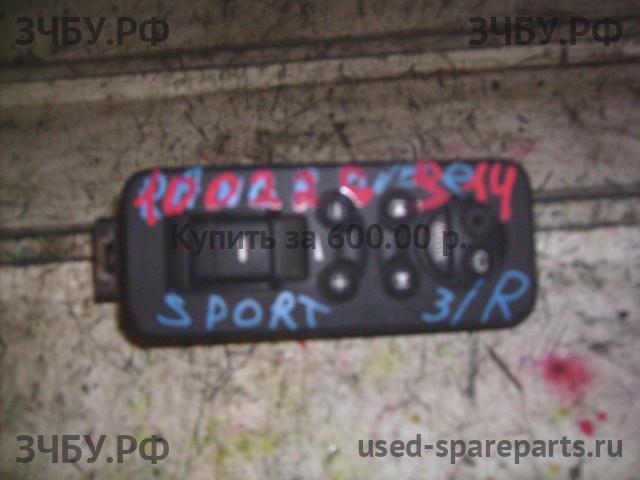 ЗЧБУ.РФ ЗЧБУ.РФ
Купить за 600.00 р.
SPORT 3/R
ЗЧБУ.РФ used-spareparts.ru